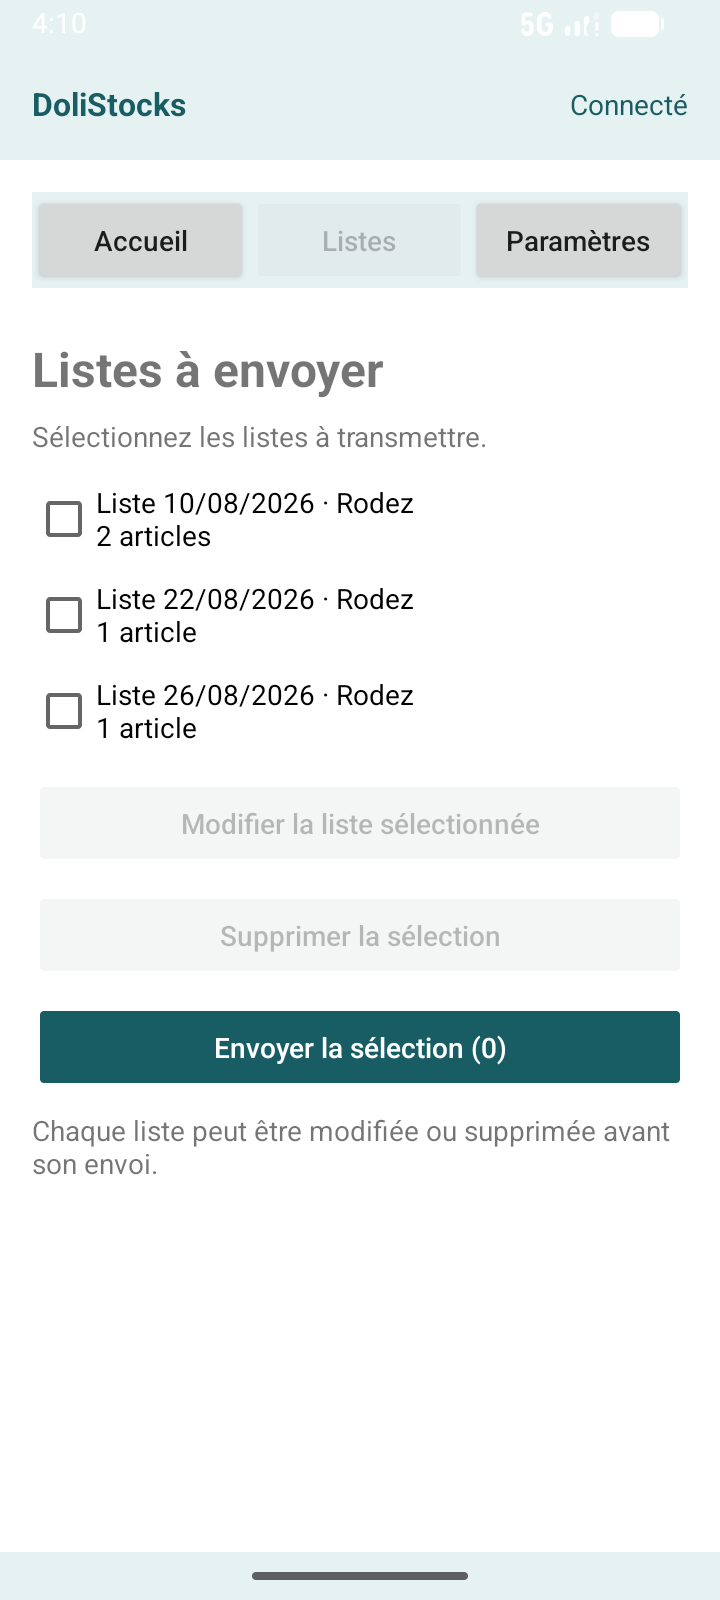 4:10
5G
DoliStocks
Connecté
Accueil
Listes
Paramètres
Listes à envoyer
Sélectionnez les listes à transmettre.
Liste 10/08/2026 · Rodez
2 articles
Liste 22/08/2026 · Rodez
1 article
Liste 26/08/2026 · Rodez
1 article
Modifier la liste sélectionnée
Supprimer la sélection
Envoyer la sélection (0)
Chaque liste peut être modifiée ou supprimée avant
son envoi.